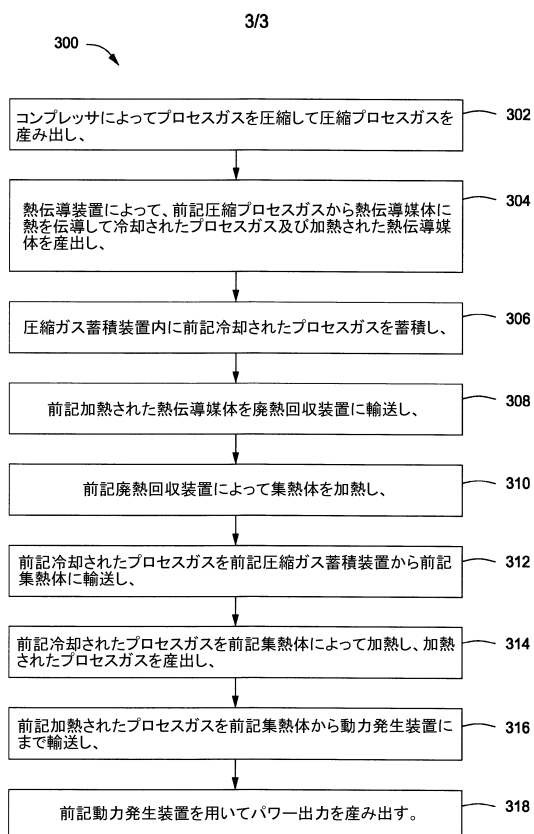 3/3
300
コンプレッサによってプロセスガスを圧縮して圧縮プロセスガスを
産み出し、
302
熱伝導装置によって、前記圧縮プロセスガスから熱伝導媒体に
熱を伝導して冷却されたプロセスガス及び加熱された熱伝導媒
体を産出し、
304
圧縮ガス蓄積装置内に前記冷却されたプロセスガスを蓄積し、
306
前記加熱された熱伝導媒体を廃熱回収装置に輸送し、
308
前記廃熱回収装置によって集熱体を加熱し、
310
前記冷却されたプロセスガスを前記圧縮ガス蓄積装置から前記
集熱体に輸送し、
312
前記冷却されたプロセスガスを前記集熱体によって加熱し、加熱
されたプロセスガスを産出し、
314
前記加熱されたプロセスガスを前記集熱体から動力発生装置に
まで輸送し、
316
前記動力発生装置を用いてパワー出力を産み出す。
318